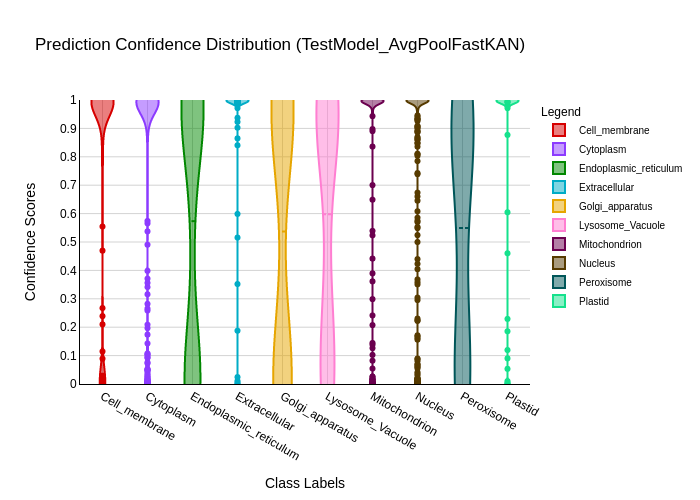 Prediction Confidence Distribution (TestModel_AvgPoolFastKAN)
Confidence Scores
1
0.9
0.8
0.7
0.6
0.5
0.4
0.3
0.2
0.1
0
Cell_membrane
Cytoplasm
Endoplasmic_reticulum
Extracellular
Golgi_apparatus
Lysosome_Vacuole
Mitochondrion
Nucleus
Peroxisome
Plastid
Class Labels
Legend
Cell_membrane
Cytoplasm
Endoplasmic_reticulum
Extracellular
Golgi_apparatus
Lysosome_Vacuole
Mitochondrion
Nucleus
Peroxisome
Plastid